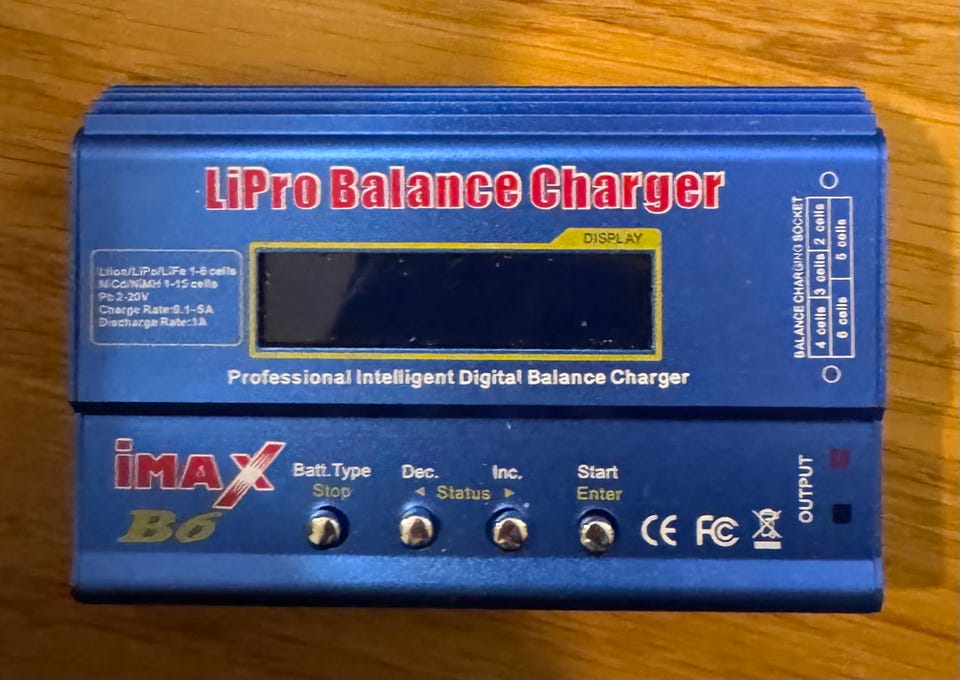 LiPro Balance Charger
DISPLAY
LiIon/LiPo/LiFe 1-6 cells
NiCd/NiMH 1-15 cells
Pb 2-20V
Charge Rate:0.1~5A
Discharge Rate:1A
Professional Intelligent Digital Balance Charger
BALANCE CHARGING SOCKET
4 cells 3 cells 2 cells
6 cells 5 cells
iMAX
B6
Batt.Type Dec. Inc. Start
Stop ◄ Status ► Enter
CE FC
OUTPUT